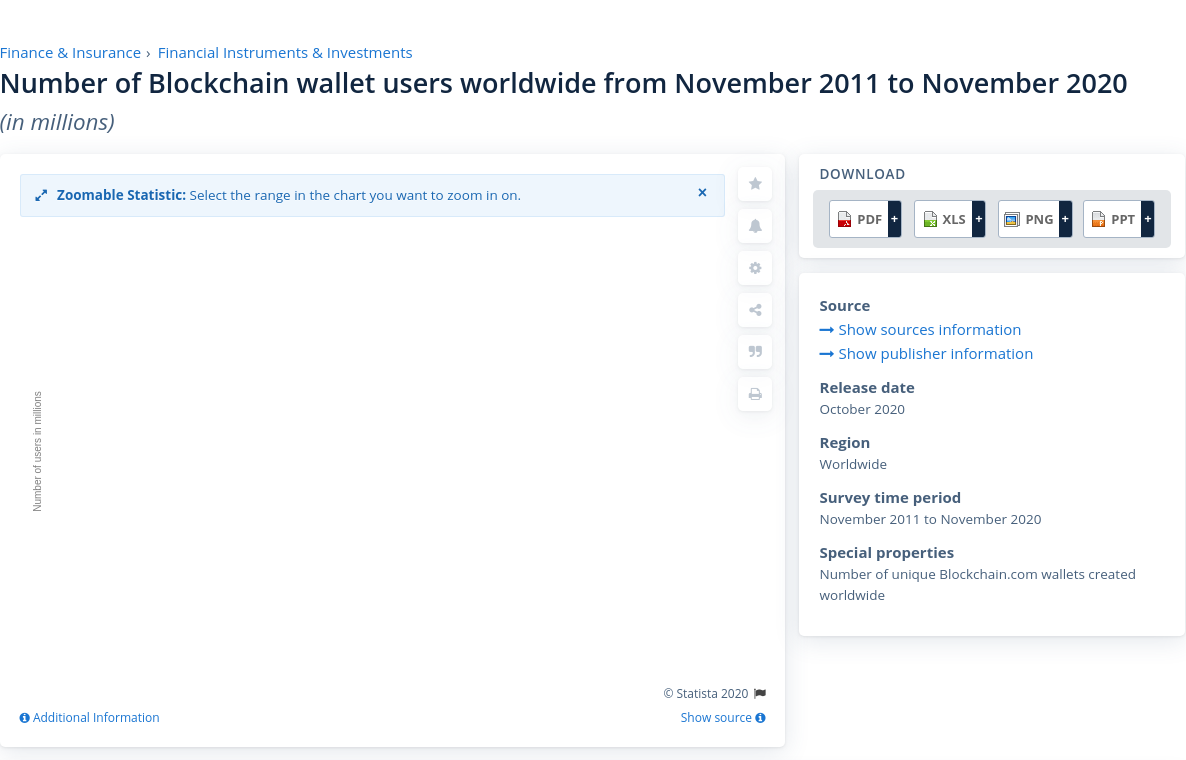 Finance & Insurance › Financial Instruments & Investments
Number of Blockchain wallet users worldwide from November 2011 to November 2020
(in millions)
Zoomable Statistic: Select the range in the chart you want to zoom in on. ×
Number of users in millions
© Statista 2020
Additional Information
Show source
DOWNLOAD
PDF + XLS + PNG + PPT +
Source
Show sources information
Show publisher information
Release date
October 2020
Region
Worldwide
Survey time period
November 2011 to November 2020
Special properties
Number of unique Blockchain.com wallets created
worldwide